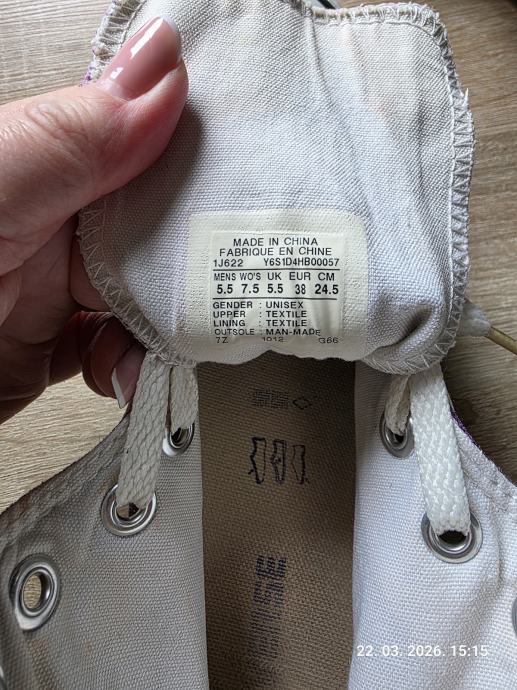 MADE IN CHINA
FABRIQUE EN CHINE
1J622 Y6S1D4HB00057
MENS WO'S UK EUR CM
5.5 7.5 5.5 38 24.5
GENDER : UNISEX
UPPER : TEXTILE
LINING : TEXTILE
OUTSOLE : MAN-MADE
7Z 1012 G66
22. 03. 2026. 15:15